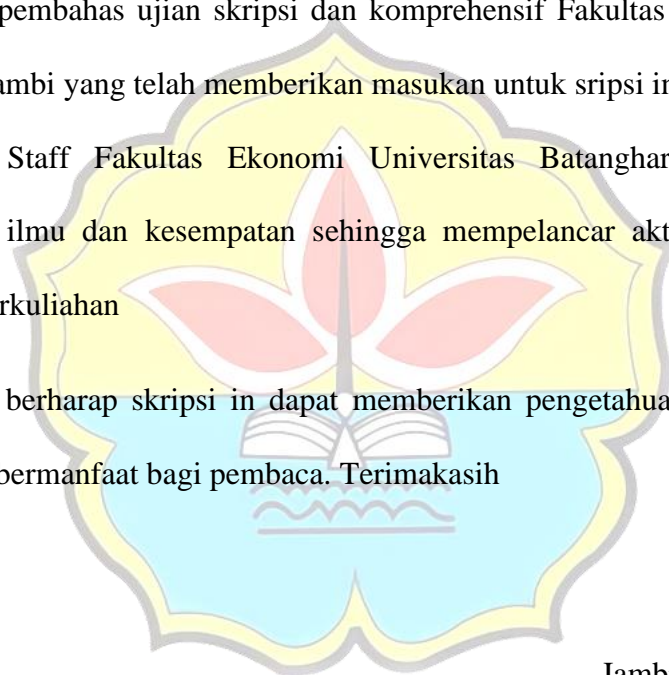 pembahas ujian skripsi dan komprehensif Fakultas
ambi yang telah memberikan masukan untuk sripsi in
Staff Fakultas Ekonomi Universitas Batanghar
ilmu dan kesempatan sehingga mempelancar akt
rkuliahan
berharap skripsi in dapat memberikan pengetahua
bermanfaat bagi pembaca. Terimakasih
Jamb